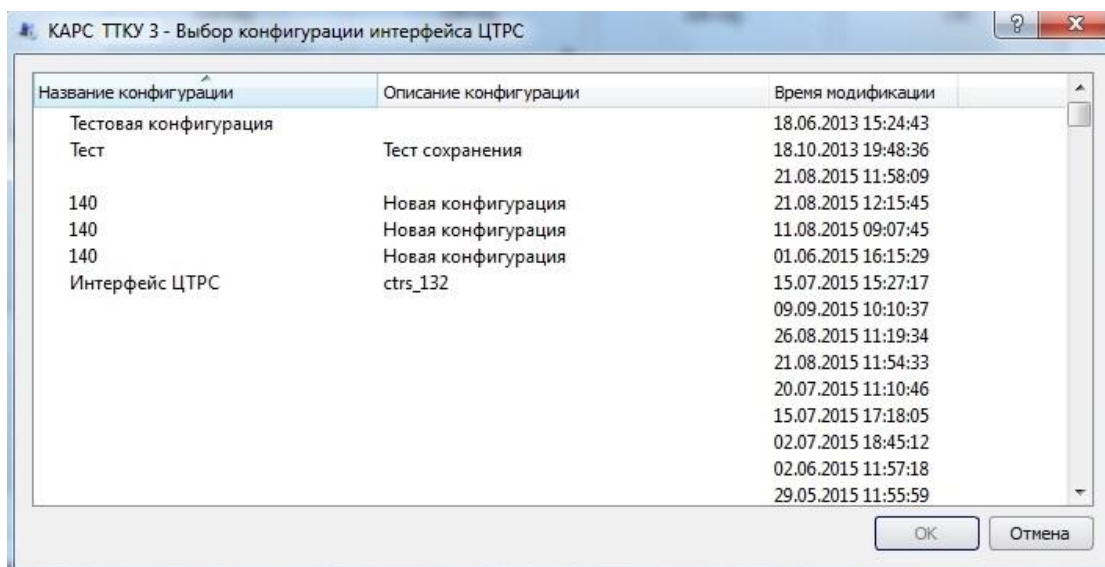 КАРС ТТКУ 3 - Выбор конфигурации интерфейса ЦТРС
Название конфигурации Описание конфигурации Время модификации
Тестовая конфигурация 18.06.2013 15:24:43
Тест Тест сохранения 18.10.2013 19:48:36
21.08.2015 11:58:09
140 Новая конфигурация 21.08.2015 12:15:45
140 Новая конфигурация 11.08.2015 09:07:45
140 Новая конфигурация 01.06.2015 16:15:29
Интерфейс ЦТРС ctrs_132 15.07.2015 15:27:17
09.09.2015 10:10:37
26.08.2015 11:19:34
21.08.2015 11:54:33
20.07.2015 11:10:46
15.07.2015 17:18:05
02.07.2015 18:45:12
02.06.2015 11:57:18
29.05.2015 11:55:59
OK Отмена